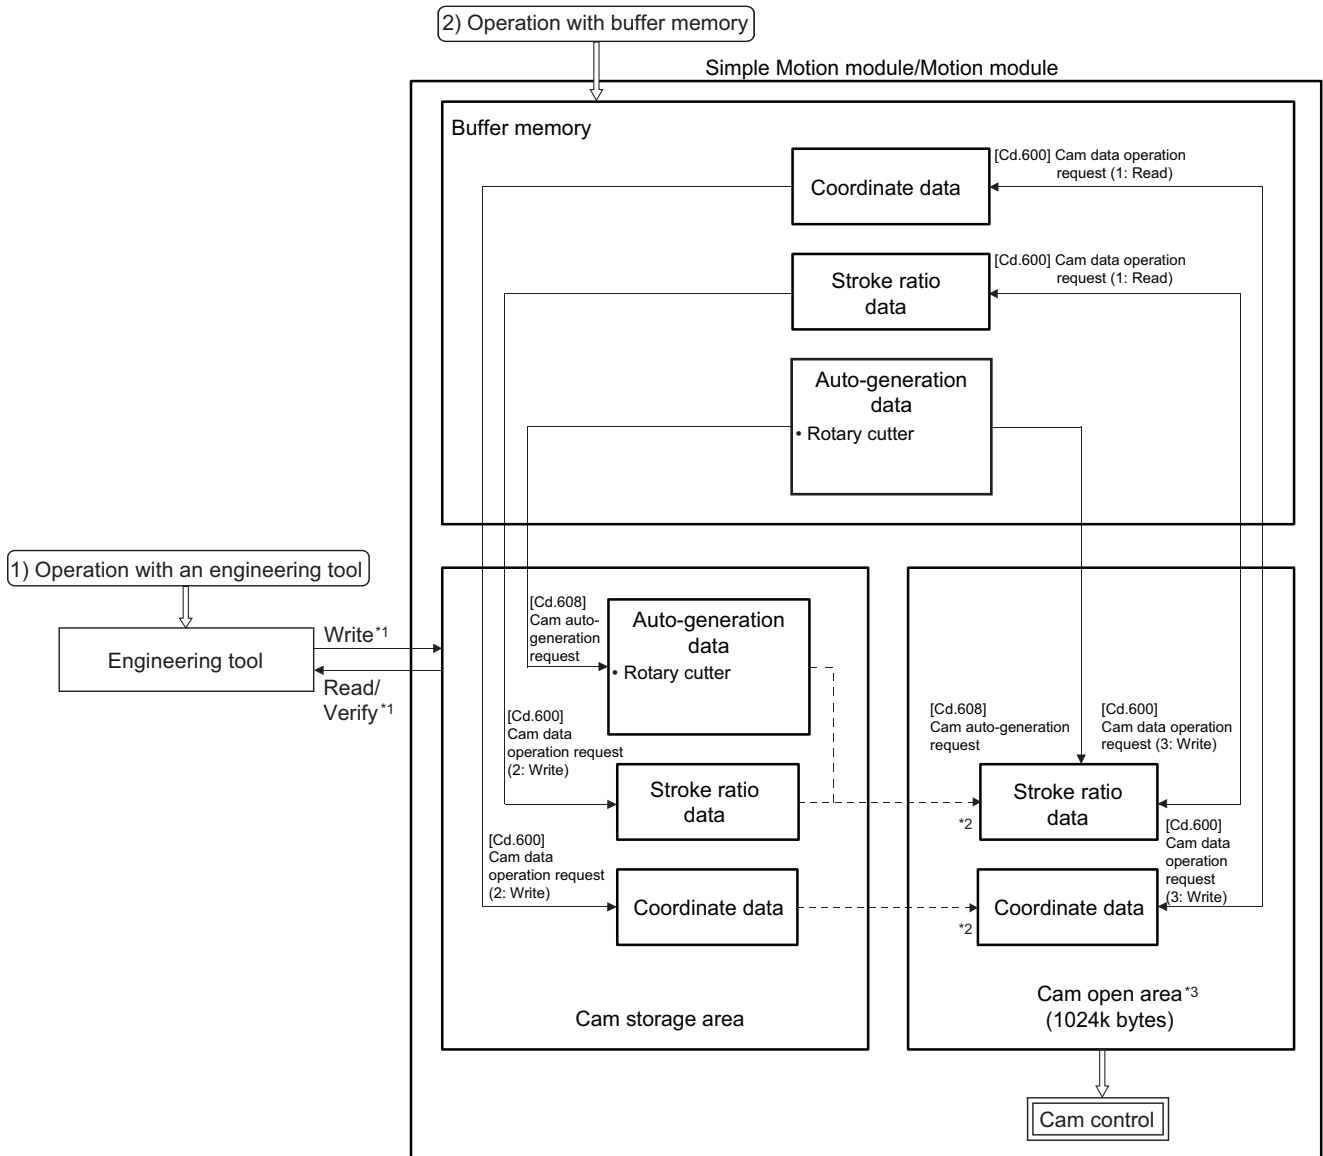 2) Operation with buffer memory
Simple Motion module/Motion module
Buffer memory
Coordinate data
[Cd.600] Cam data operation
request (1: Read)
Stroke ratio
data
[Cd.600] Cam data operation
request (1: Read)
Auto-generation
data
• Rotary cutter
1) Operation with an engineering tool
Engineering tool
Write*1
Read/
Verify*1
[Cd.608]
Cam auto-
generation
request
Auto-generation
data
• Rotary cutter
[Cd.600]
Cam data
operation request
(2: Write)
Stroke ratio
data
[Cd.600]
Cam data
operation request
(2: Write)
Coordinate data
Cam storage area
[Cd.608]
Cam auto-generation
request
[Cd.600]
Cam data operation
request (3: Write)
Stroke ratio
data
*2
[Cd.600]
Cam data
operation
request
(3: Write)
Coordinate data
*2
Cam open area*3
(1024k bytes)
Cam control